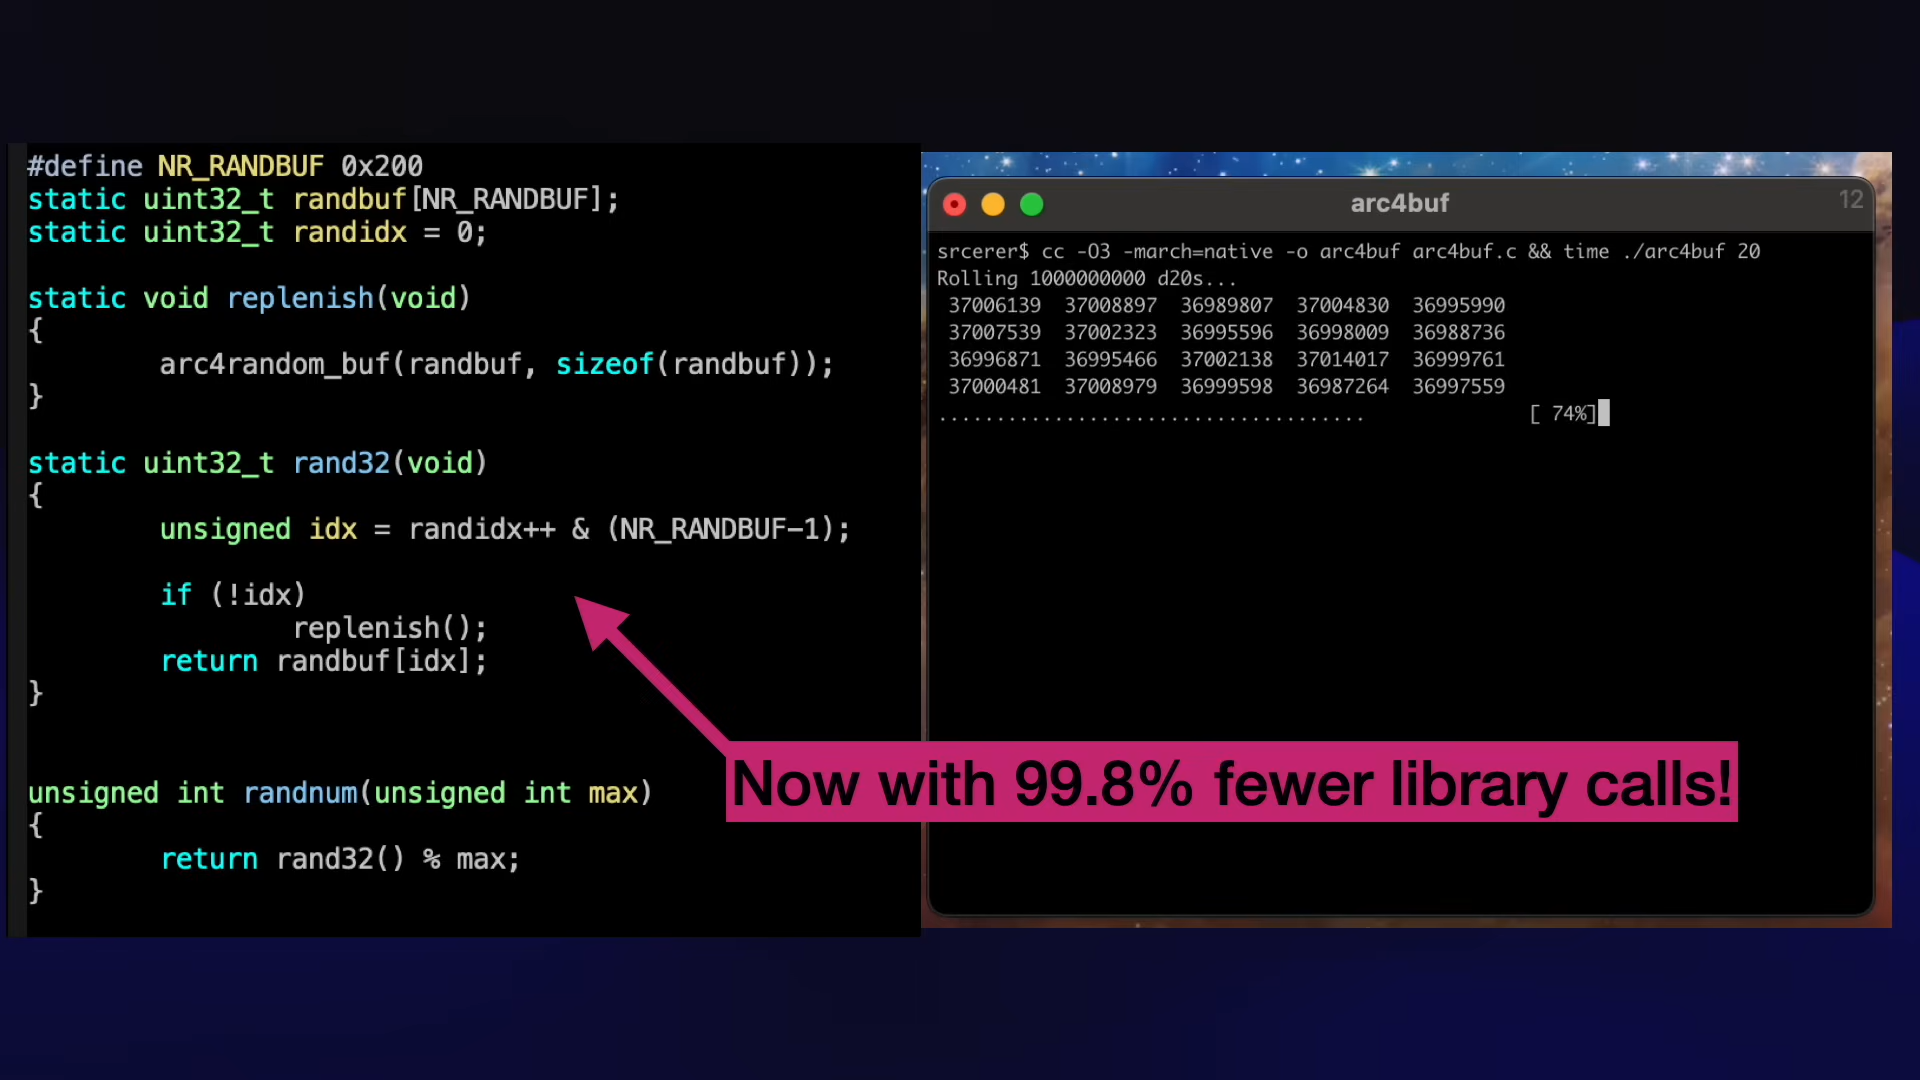 #define NR_RANDBUF 0x200
static uint32_t randbuf[NR_RANDBUF];
static uint32_t randidx = 0;
static void replenish(void)
{
arc4random_buf(randbuf, sizeof(randbuf));
}
static uint32_t rand32(void)
{
unsigned idx = randidx++ & (NR_RANDBUF-1);
if (!idx)
replenish();
return randbuf[idx];
}
unsigned int randnum(unsigned int max)
{
return rand32() % max;
}
arc4buf
12
srcerer$ cc -O3 -march=native -o arc4buf arc4buf.c && time ./arc4buf 20
Rolling 1000000000 d20s...
37006139 37008897 36989807 37004830 36995990
37007539 37002323 36995596 36998009 36988736
36996871 36995466 37002138 37014017 36999761
37000481 37008979 36999598 36987264 36997559
..................................... [ 74%]
Now with 99.8% fewer library calls!